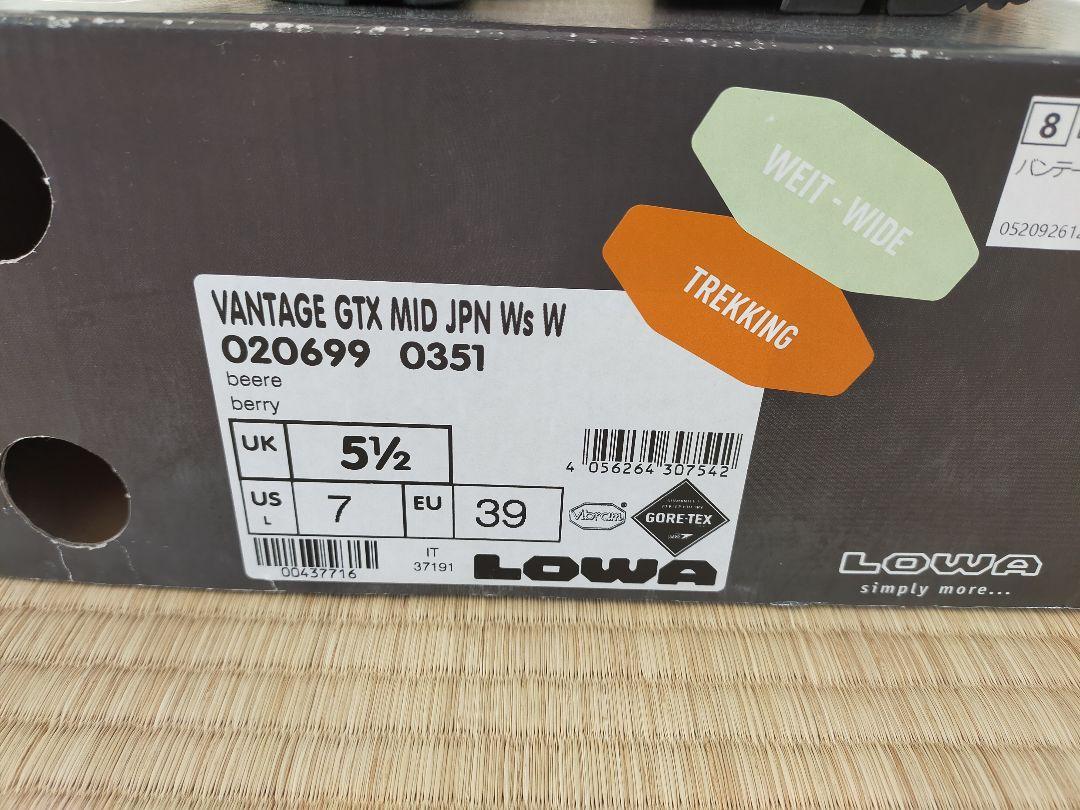 WEIT - WIDE
TREKKING
8
バンテー
05209261
VANTAGE GTX MID JPN Ws W
020699 0351
beere
berry
UK 5½
4 056264 307542
US L 7 EU 39
Vibram
GORE-TEX
00437716
IT
37191
LOWA
LOWA
simply more...